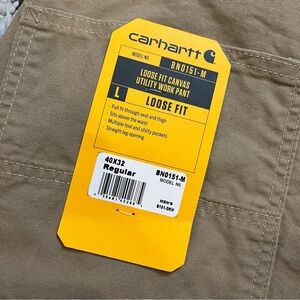 carhartt
MODEL NO.
BN0151-M
LOOSE FIT CANVAS
UTILITY WORK PANT
L
LOOSE FIT
Full fit through seat and thigh
Sits above the waist
Multiple tool and utility pockets
Straight leg opening
40X32
Regular
BN0151-M
MODEL NO.
MEN'S